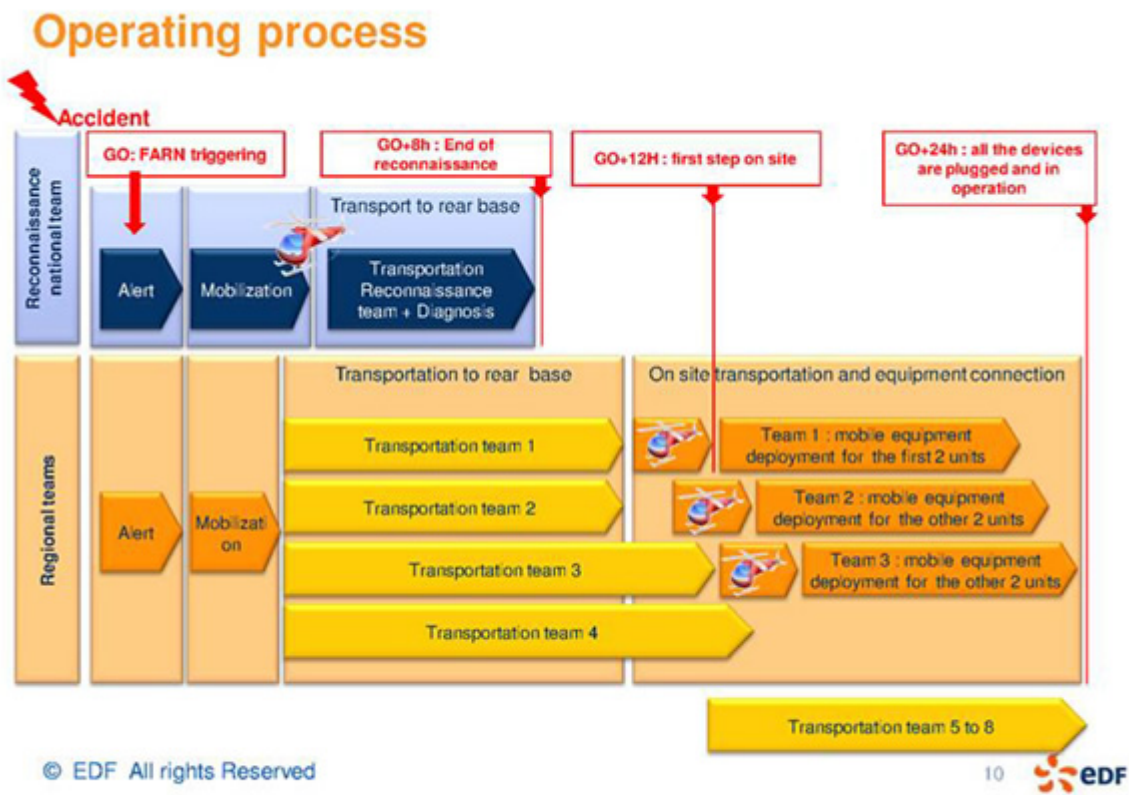 Operating process
Accident
GO: FARN triggering
GO+8h : End of
reconnaissance
GO+12H : first step on site
GO+24h : all the devices
are plugged and in
operation
Reconnaissance
national team
Transport to rear base
Alert
Mobilization
Transportation
Reconnaissance
team + Diagnosis
Regional teams
Transportation to rear base
On site transportation and equipment connection
Alert
Mobilizati
on
Transportation team 1
Team 1 : mobile equipment
deployment for the first 2 units
Transportation team 2
Team 2 : mobile equipment
deployment for the other 2 units
Transportation team 3
Team 3 : mobile equipment
deployment for the other 2 units
Transportation team 4
Transportation team 5 to 8
© EDF All rights Reserved
10
eDF